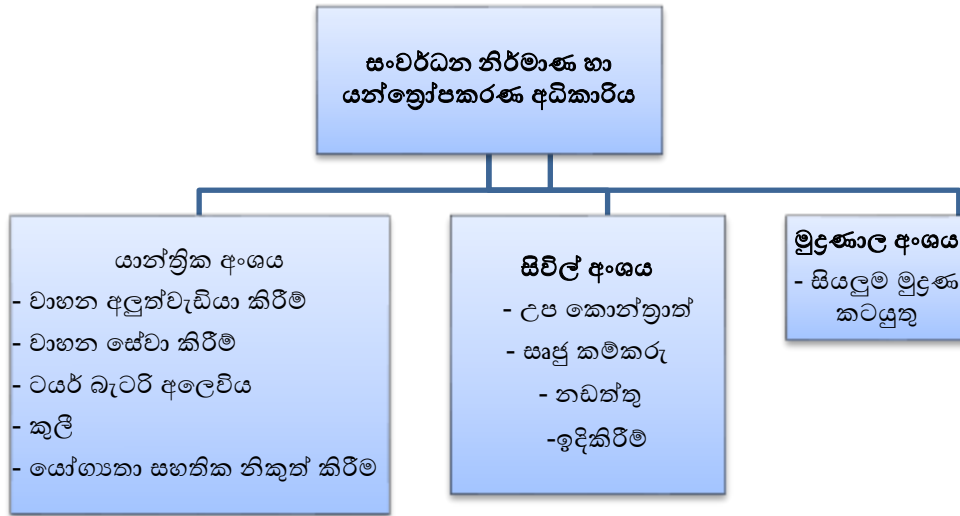 සංවර්ධන නිර්මාණ හා
යන්ත්‍රෝපකරණ අධිකාරිය
යාන්ත්‍රික අංශය
- වාහන අලුත්වැඩියා කිරීම්
- වාහන සේවා කිරීම්
- ටයර් බැටරි අලෙවිය
- කුලී
- යෝග්‍යතා සහතික නිකුත් කිරීම
සිවිල් අංශය
- උප කොන්ත්‍රාත්
- සෘජු කම්කරු
- නඩත්තු
-ඉදිකිරීම්
මුද්‍රණාල අංශය
- සියලුම මුද්‍රණ
කටයුතු